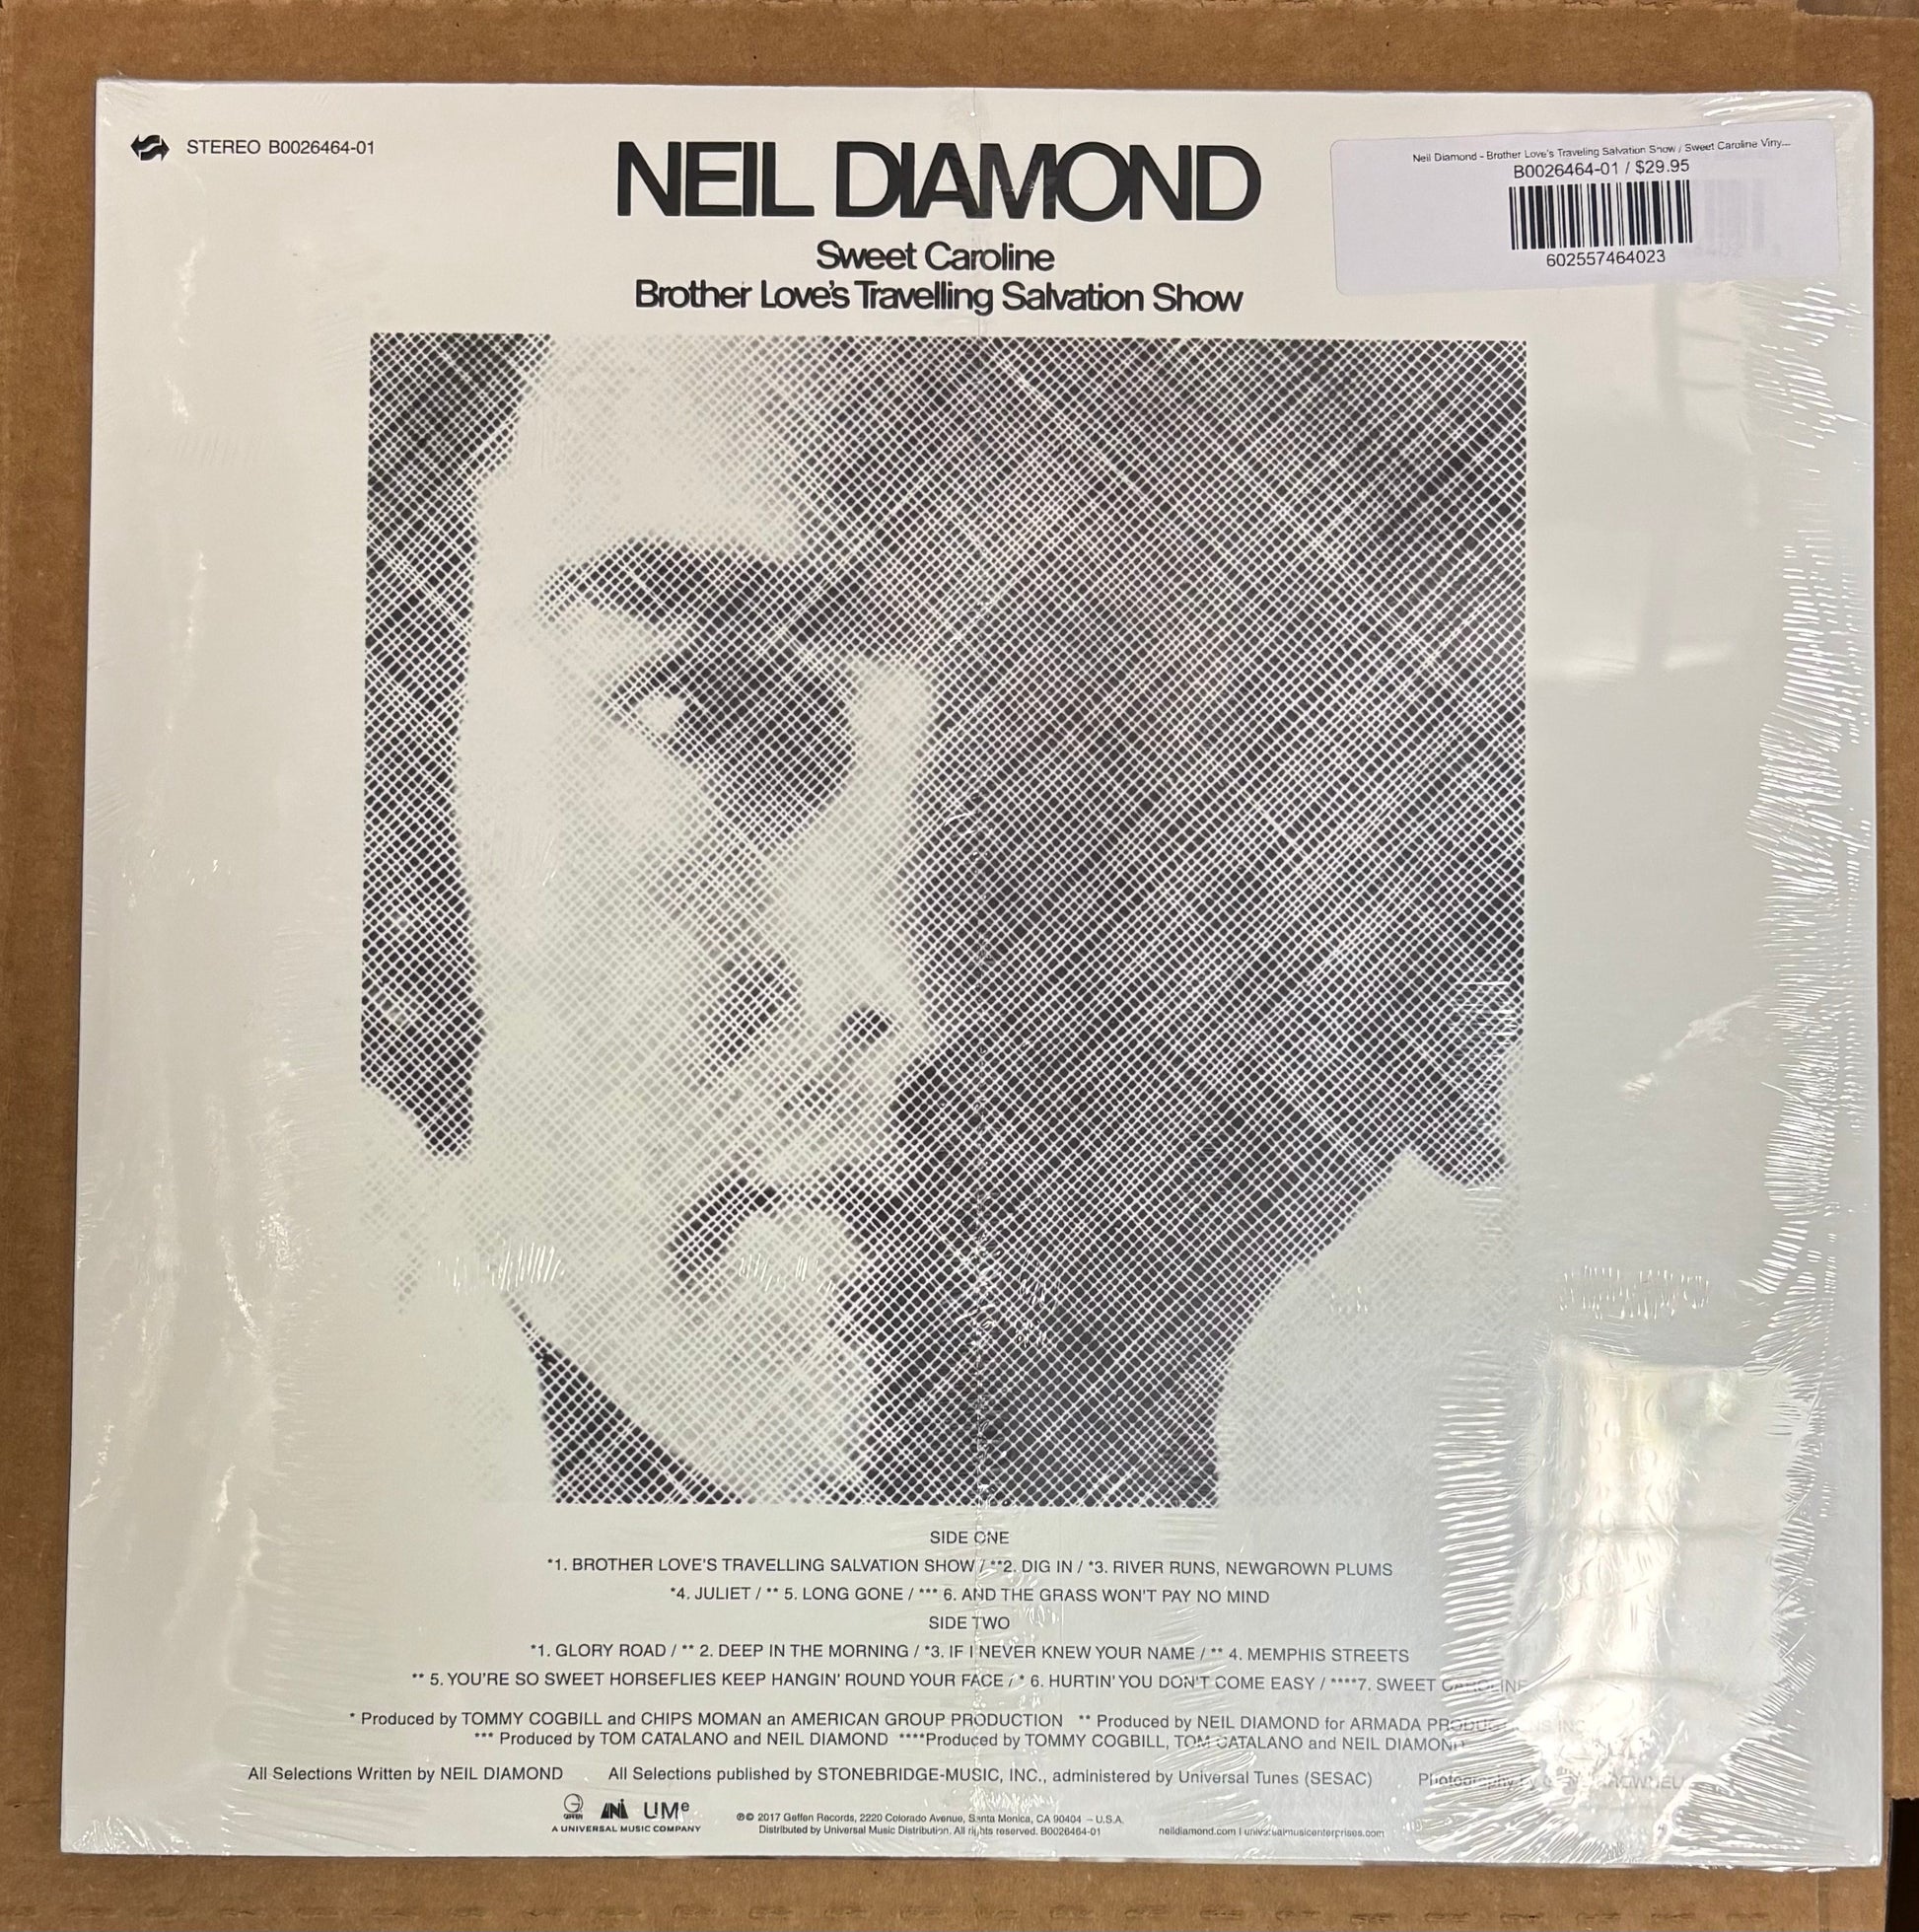 STEREO B0026464-01
NEIL DIAMOND
Sweet Caroline
Brother Love's Travelling Salvation Show
Neil Diamond - Brother Love's Traveling Salvation Show / Sweet Caroline Viny...
B0026464-01 / $29.95
602557464023
SIDE ONE
*1. BROTHER LOVE'S TRAVELLING SALVATION SHOW / **2. DIG IN / *3. RIVER RUNS, NEWGROWN PLUMS
*4. JULIET / ** 5. LONG GONE / *** 6. AND THE GRASS WON'T PAY NO MIND
SIDE TWO
*1. GLORY ROAD / ** 2. DEEP IN THE MORNING / *3. IF I NEVER KNEW YOUR NAME / ** 4. MEMPHIS STREETS
** 5. YOU'RE SO SWEET HORSEFLIES KEEP HANGIN' ROUND YOUR FACE / * 6. HURTIN' YOU DON'T COME EASY / ****7. SWEET CAROLINE
* Produced by TOMMY COGBILL and CHIPS MOMAN an AMERICAN GROUP PRODUCTION ** Produced by NEIL DIAMOND for ARMADA PRODUCTIONS INC.
*** Produced by TOM CATALANO and NEIL DIAMOND ****Produced by TOMMY COGBILL, TOM CATALANO and NEIL DIAMOND
All Selections Written by NEIL DIAMOND All Selections published by STONEBRIDGE-MUSIC, INC., administered by Universal Tunes (SESAC) Photography by
GEFFEN UNI UMe
A UNIVERSAL MUSIC COMPANY
℗© 2017 Geffen Records, 2220 Colorado Avenue, Santa Monica, CA 90404 – U.S.A.
Distributed by Universal Music Distribution. All rights reserved. B0026464-01
neildiamond.com | universalmusicenterprises.com